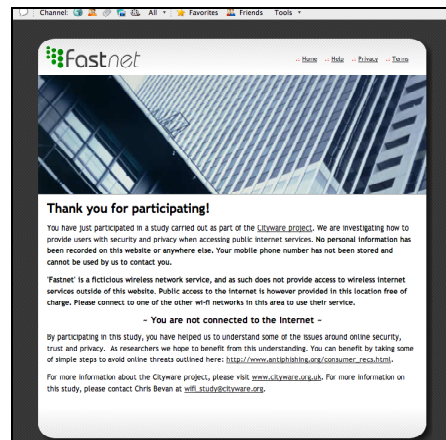 Channel: All Favorites Friends Tools
Fastnet
Home Help Privacy Terms
Thank you for participating!
You have just participated in a study carried out as part of the Cityware project. We are investigating how to
provide users with security and privacy when accessing public internet services. No personal information has
been recorded on this website or anywhere else. Your mobile phone number has not been stored and
cannot be used by us to contact you.
'Fastnet' is a ficticious wireless network service, and as such does not provide access to wireless internet
services outside of this website. Public access to the internet is however provided in this location free of
charge. Please connect to one of the other wi-fi networks in this area to use their service.
~ You are not connected to the Internet ~
By participating in this study, you have helped us to understand some of the issues around online security,
trust and privacy. As researchers we hope to benefit from this understanding. You can benefit by taking some
of simple steps to avoid online threats outlined here: http://www.antiphishing.org/consumer_recs.html.
For more information about the Cityware project, please visit www.cityware.org.uk. For more information on
this study, please contact Chris Bevan at wifi_study@cityware.org.